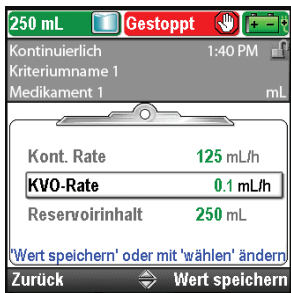 250 mL Gestoppt
Kontinuierlich 1:40 PM
Kriteriumname 1
Medikament 1 mL
Kont. Rate 125 mL/h
KVO-Rate 0.1 mL/h
Reservoirinhalt 250 mL
'Wert speichern' oder mit 'wählen' ändern
Zurück Wert speichern